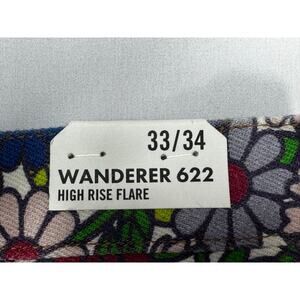 33/34
WANDERER 622
HIGH RISE FLARE